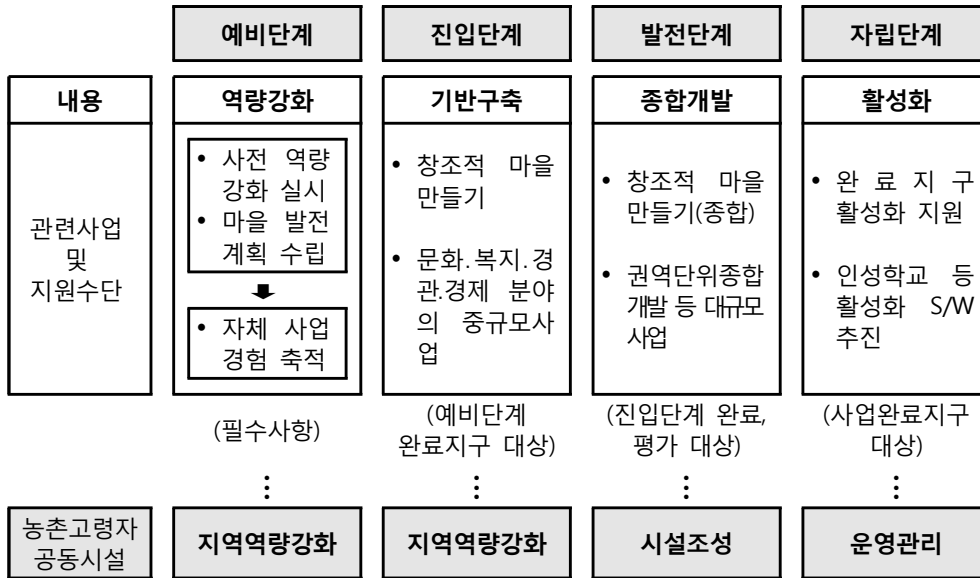 예비단계
진입단계
발전단계
자립단계
내용
역량강화
기반구축
종합개발
활성화
관련사업
및
지원수단
• 사전 역량
강화 실시
• 마을 발전
계획 수립
• 자체 사업
경험 축적
• 창조적 마을
만들기
• 문화.복지.경
관.경제 분야
의 중규모사
업
• 창조적 마을
만들기(종합)
• 권역단위종합
개발 등 대규모
사업
• 완료지구
활성화 지원
• 인성학교 등
활성화 S/W
추진
(필수사항)
(예비단계
완료지구 대상)
(진입단계 완료,
평가 대상)
(사업완료지구
대상)
농촌고령자
공동시설
지역역량강화
지역역량강화
시설조성
운영관리